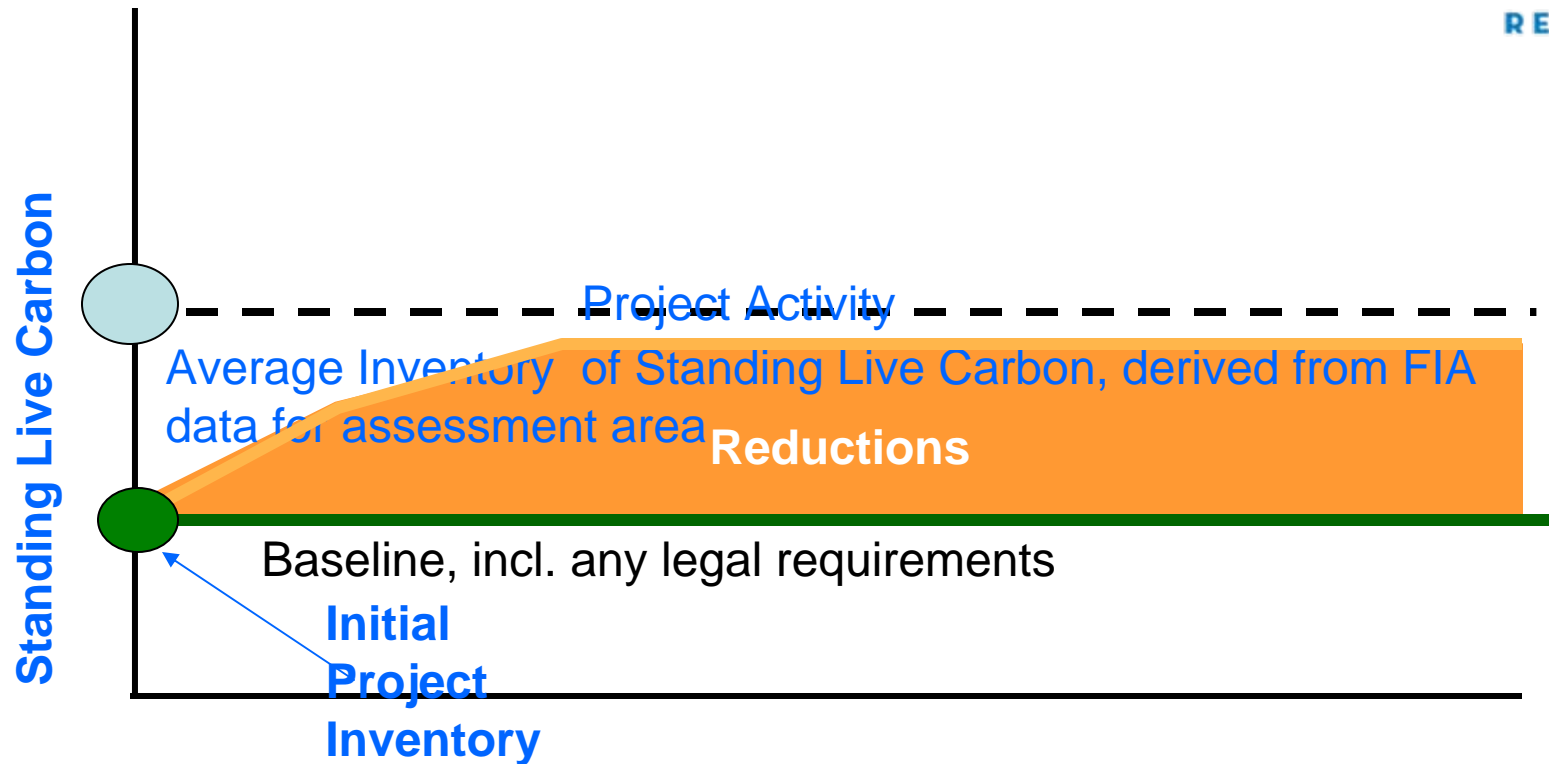 RE
Standing Live Carbon
Project Activity
Average Inventory of Standing Live Carbon, derived from FIA
data for assessment area
Reductions
Baseline, incl. any legal requirements
Initial
Project
Inventory